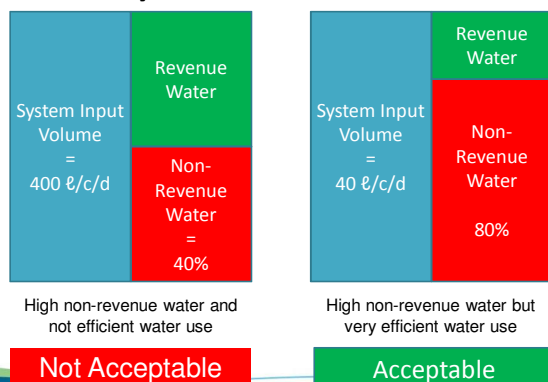 System Input
Volume
=
400 ℓ/c/d
Revenue
Water
Non-
Revenue
Water
=
40%
High non-revenue water and
not efficient water use
Not Acceptable
System Input
Volume
=
40 ℓ/c/d
Revenue
Water
Non-
Revenue
Water
80%
High non-revenue water but
very efficient water use
Acceptable